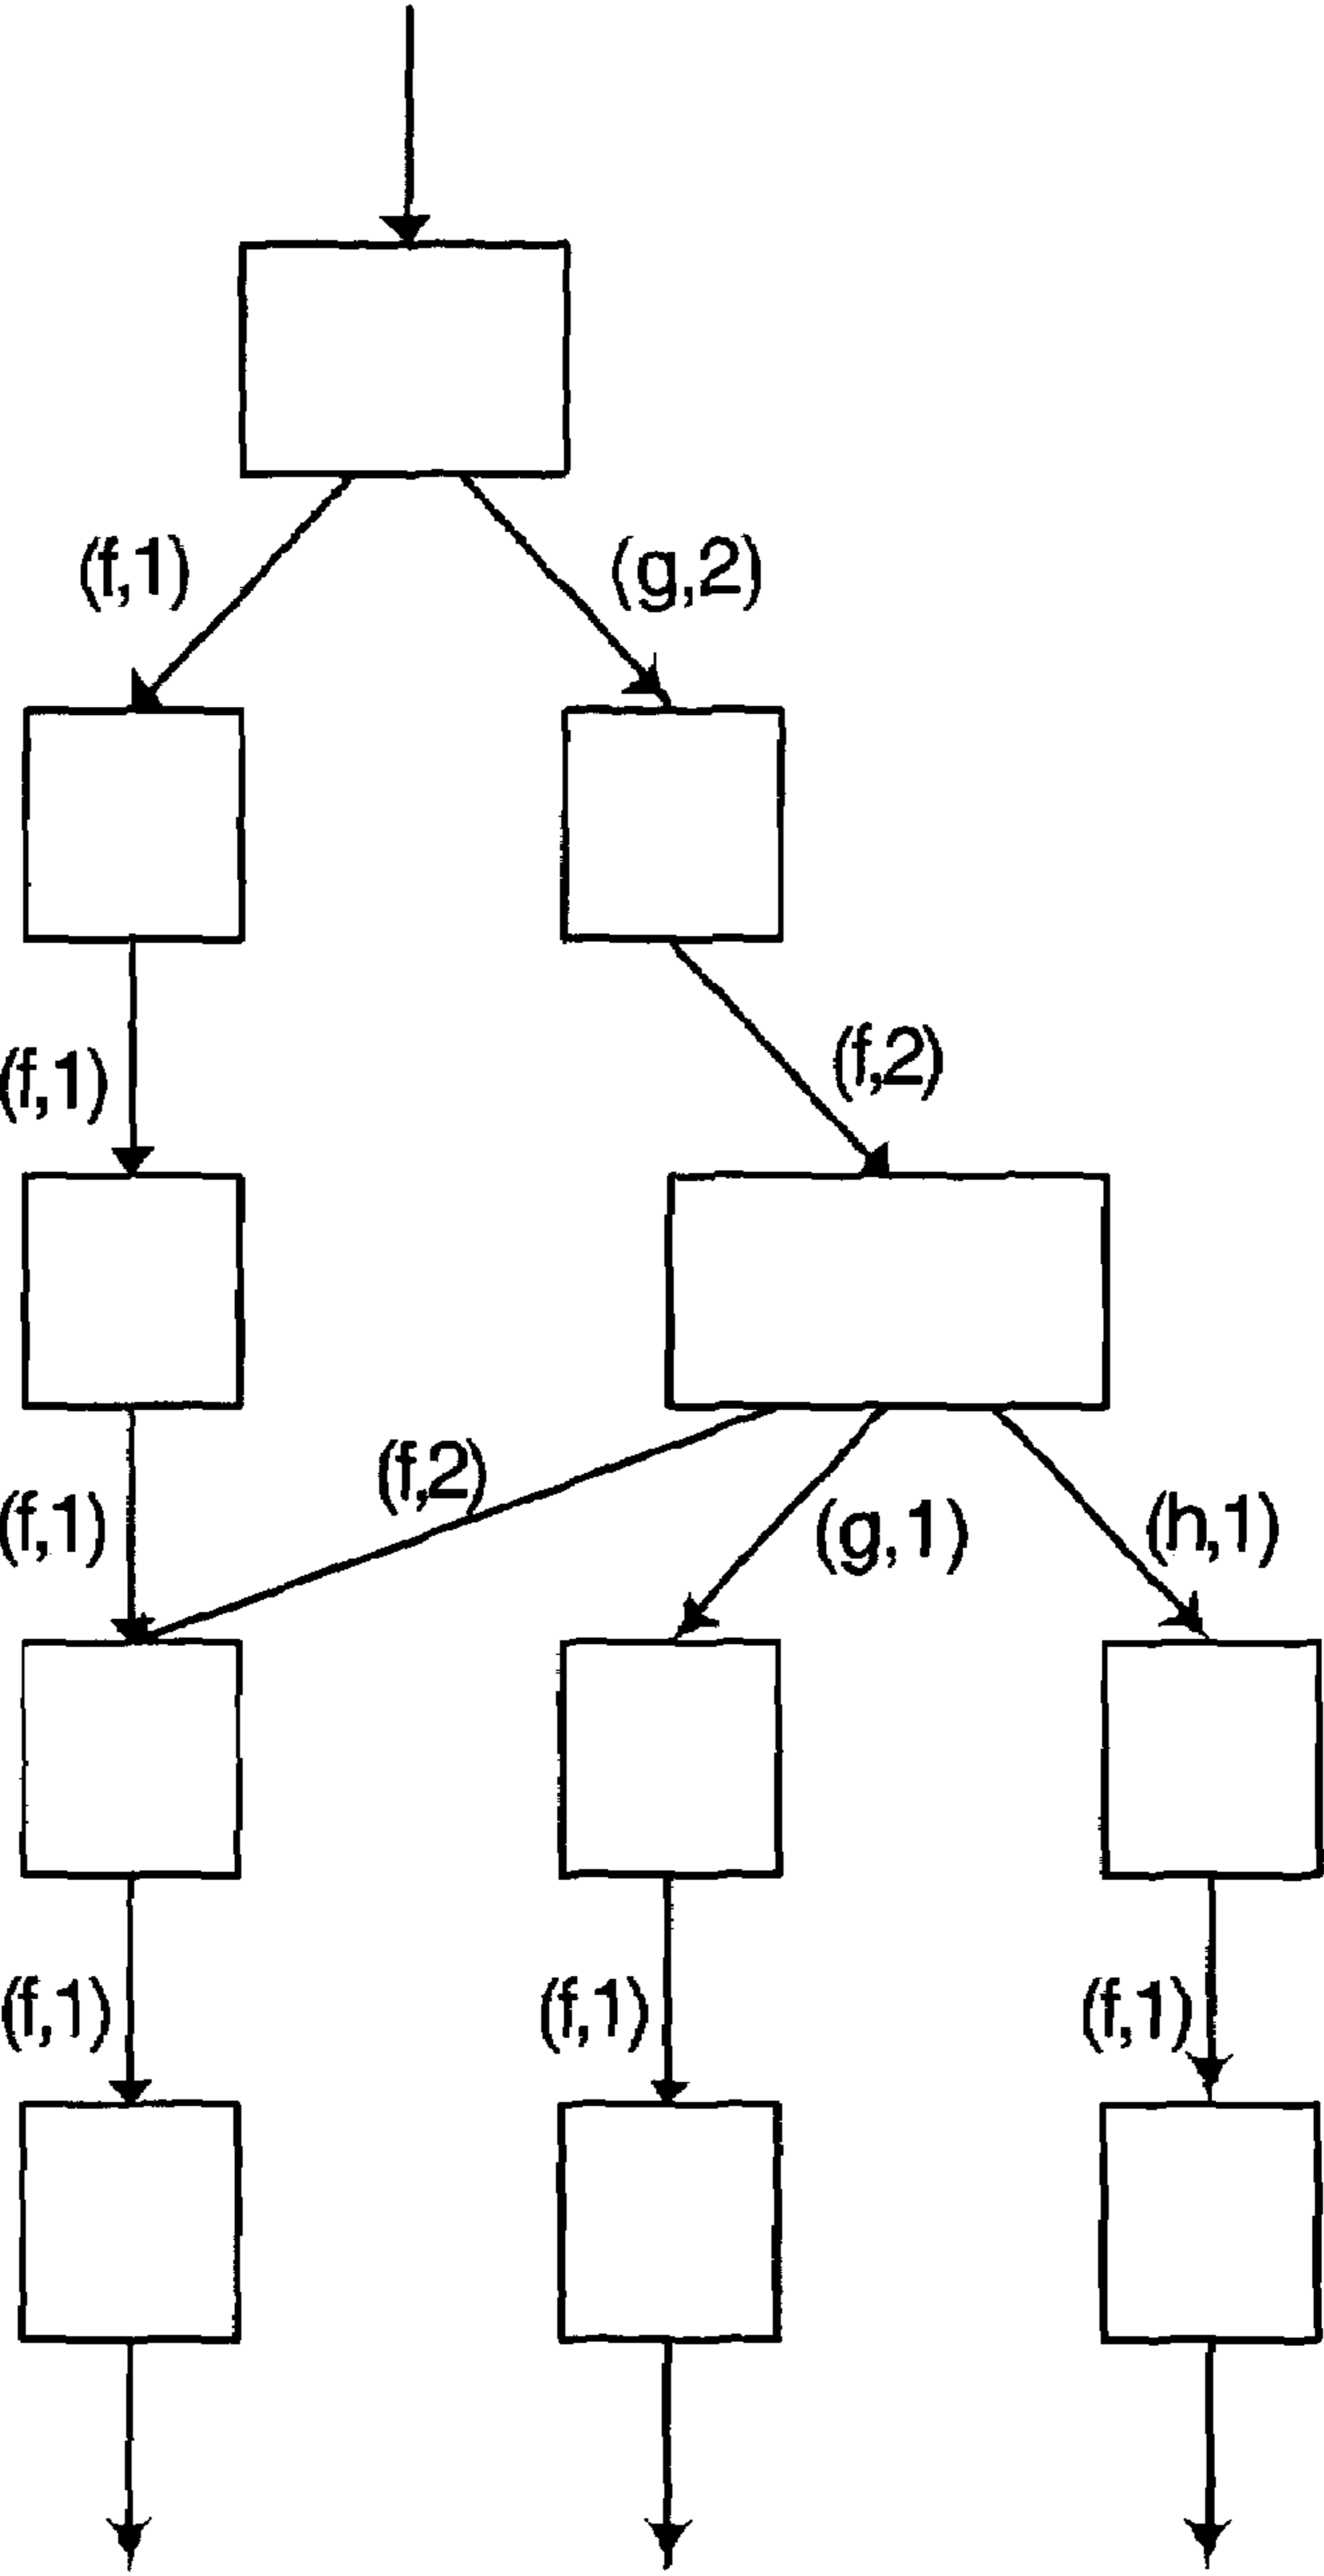 (f,1) (g,2)
(f,1) (f,2)
(f,1) (f,2) (g,1) (h,1)
(f,1) (f,1) (f,1)